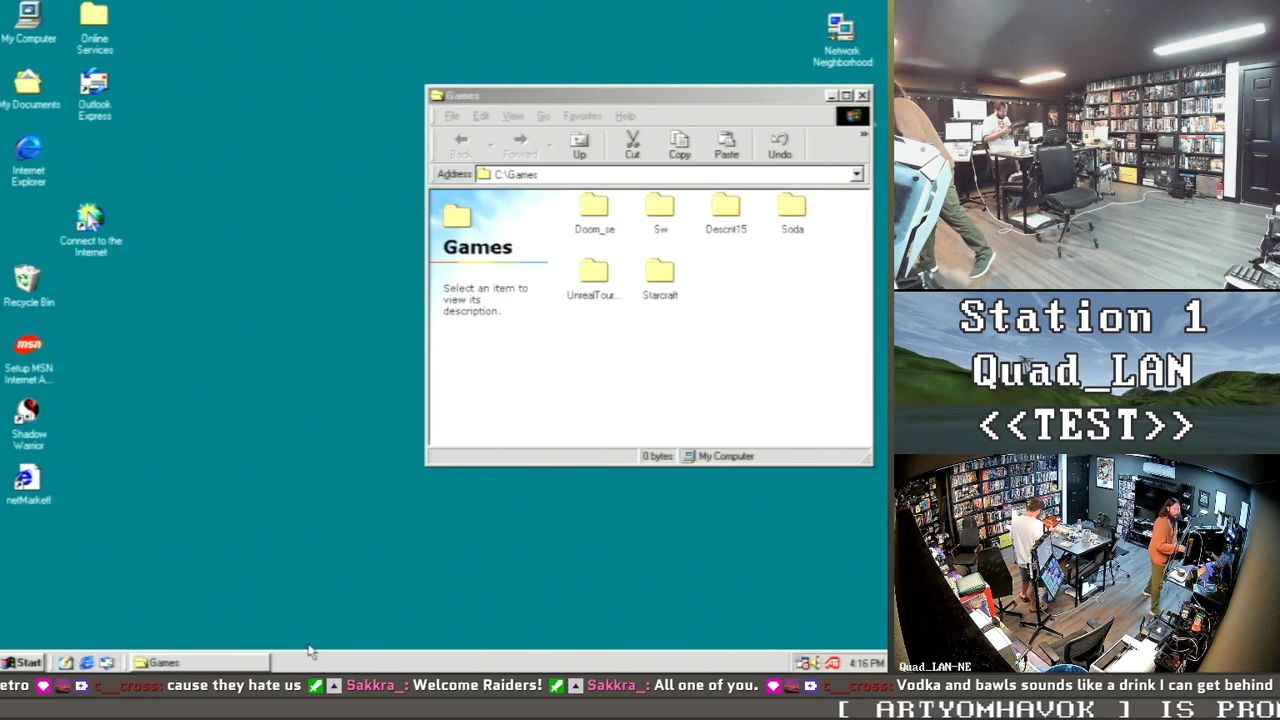 My Computer
Online
Services
Network
Neighborhood
My Documents
Outlook
Express
Internet
Explorer
Connect to the
Internet
Recycle Bin
msn
Setup MSN
Internet A...
Shadow
Warrior
netMarket!
Games
File Edit View Go Favorites Help
Back Forward Up Cut Copy Paste Undo
Address C:\Games
Games
Select an item to
view its
description.
Doom_se Sw Descnt15 Soda
UnrealTour... Starcraft
0 bytes My Computer
Start Games 4:16 PM
Station 1
Quad_LAN
<<TEST>>
Quad_LAN-NE
etro c__cross: cause they hate us Sakkra_: Welcome Raiders! Sakkra_: All one of you. c__cross: Vodka and bawls sounds like a drink I can get behind
[ ARTYOMHAVOK ] IS PRO